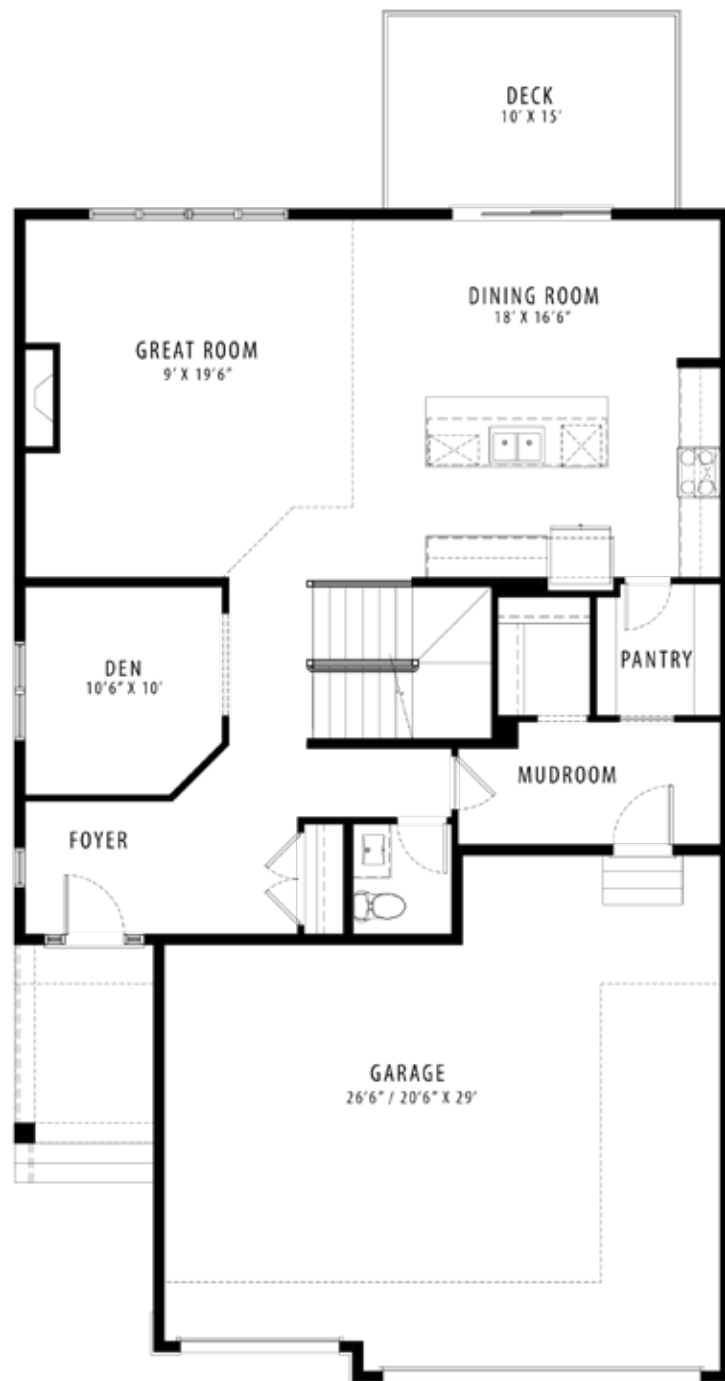 DECK
10' X 15'
DINING ROOM
18' X 16'6"
GREAT ROOM
9' X 19'6"
DEN
10'6" X 10'
PANTRY
MUDROOM
FOYER
GARAGE
26'6" / 20'6" X 29'